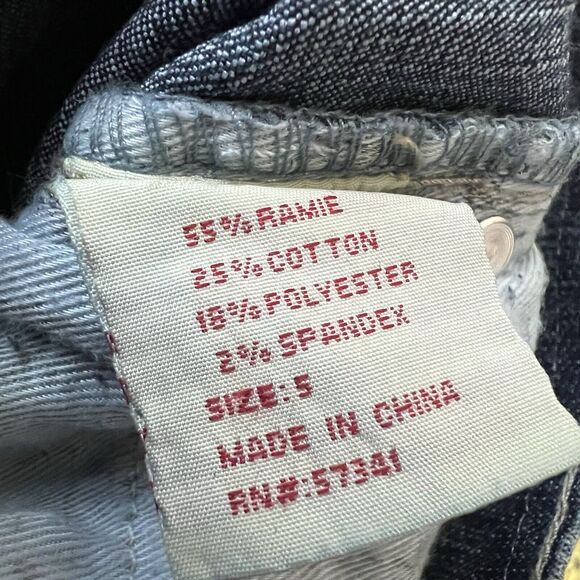 55% RAMIE
25% COTTON
18% POLYESTER
2% SPANDEX
SIZE: 5
MADE IN CHINA
RN#: 57341